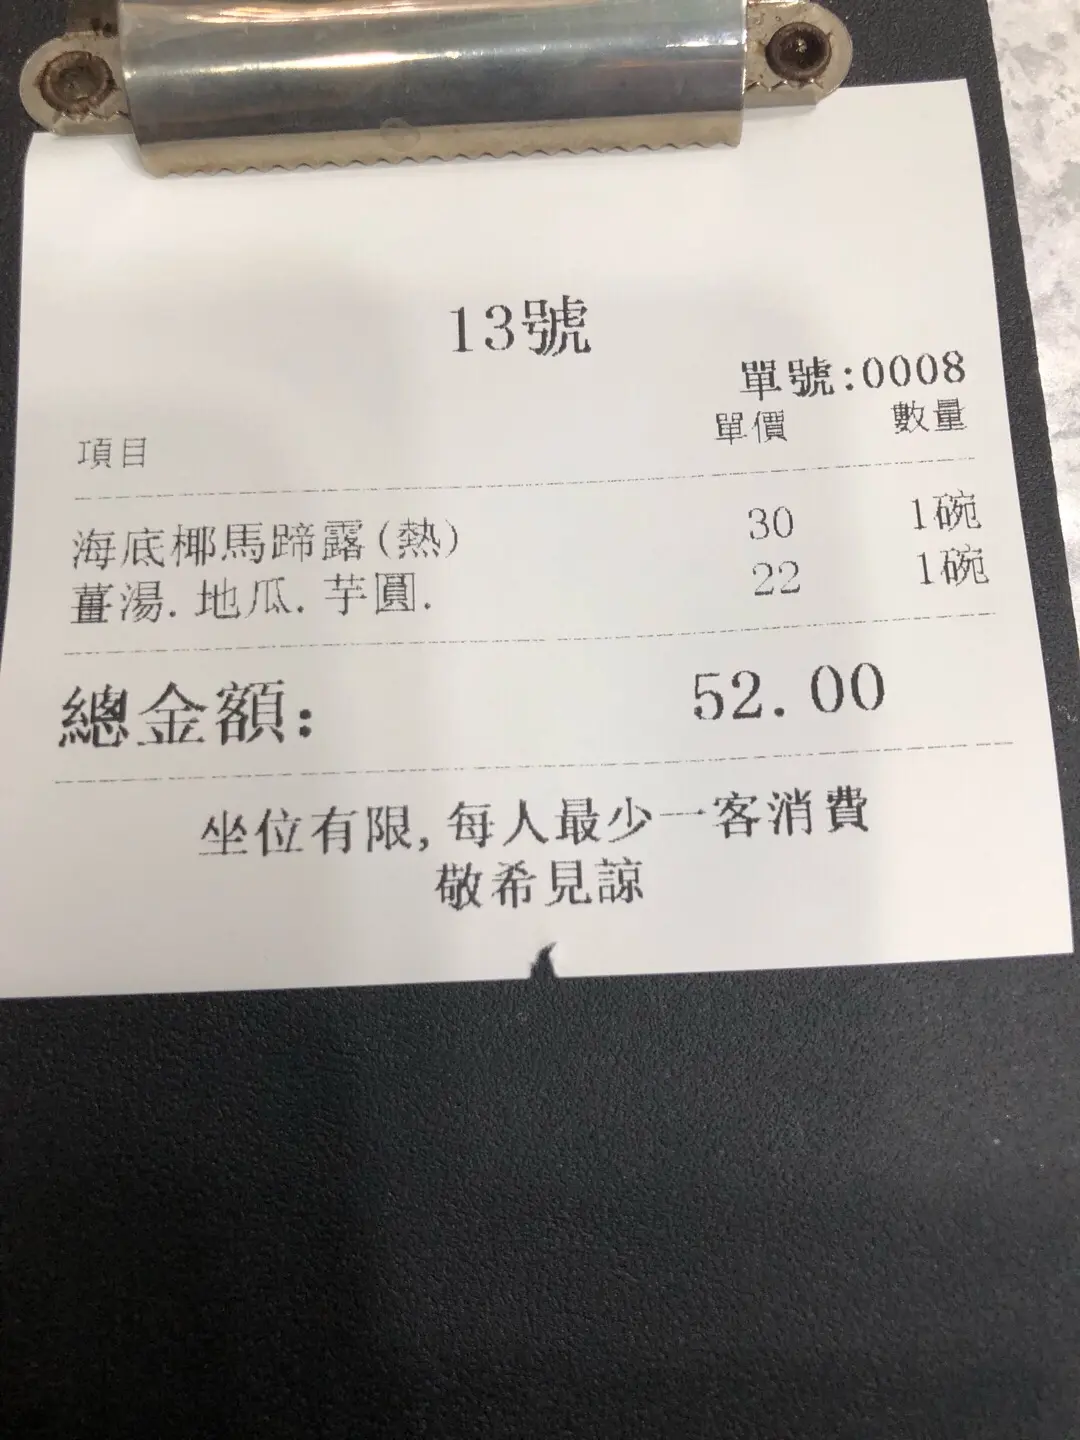 13號
單號:0008
項目 單價 數量
海底椰馬蹄露(熱) 30 1碗
薑湯.地瓜.芋圓. 22 1碗
總金額: 52.00
坐位有限,每人最少一客消費
敬希見諒